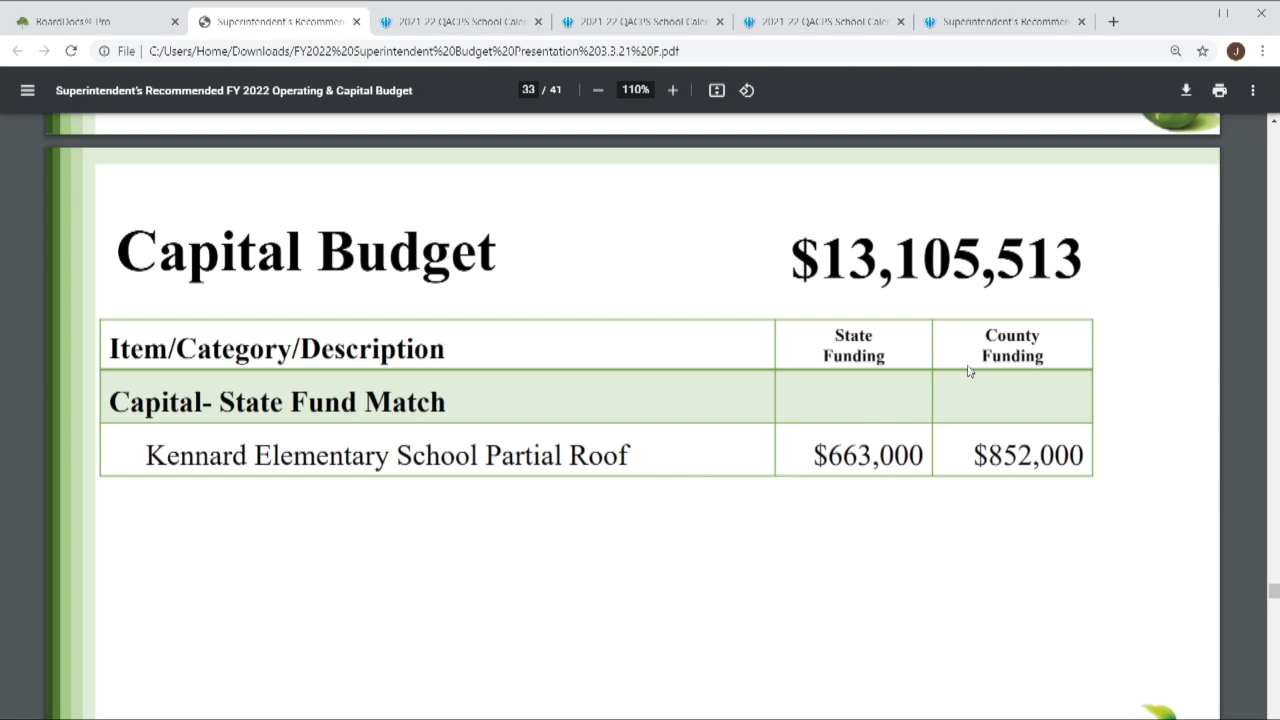 BoardDocs® Pro
Superintendent's Recommen
2021-22 QACPS School Caler
2021-22 QACPS School Caler
2021-22 QACPS School Caler
Superintendent's Recommen
File | C:/Users/Home/Downloads/FY2022%20Superintendent%20Budget%20Presentation%203.3.21%20F.pdf
J
Superintendent's Recommended FY 2022 Operating & Capital Budget
33 / 41
110%
Capital Budget $13,105,513
Item/Category/Description
State Funding
County Funding
Capital- State Fund Match
Kennard Elementary School Partial Roof $663,000 $852,000